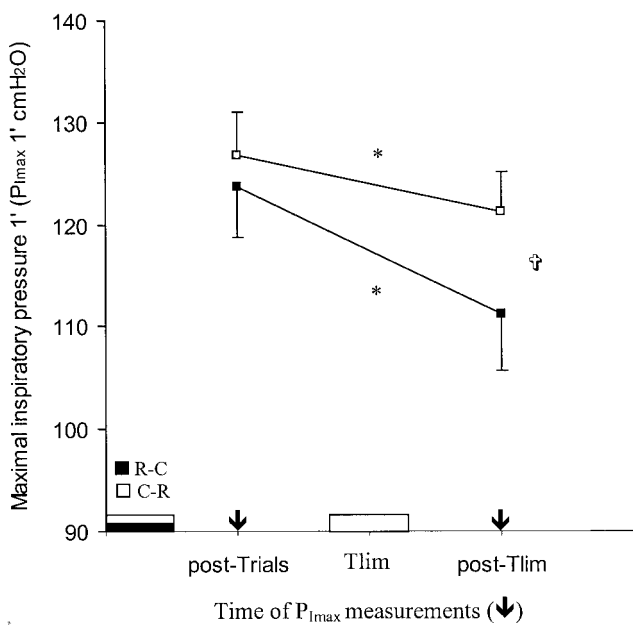 Maximal inspiratory pressure 1' (PImax 1' cmH2O)
140
130
120
110
100
90
*
*
✞
R-C
C-R
post-Trials
Tlim
post-Tlim
Time of PImax measurements (🡓)